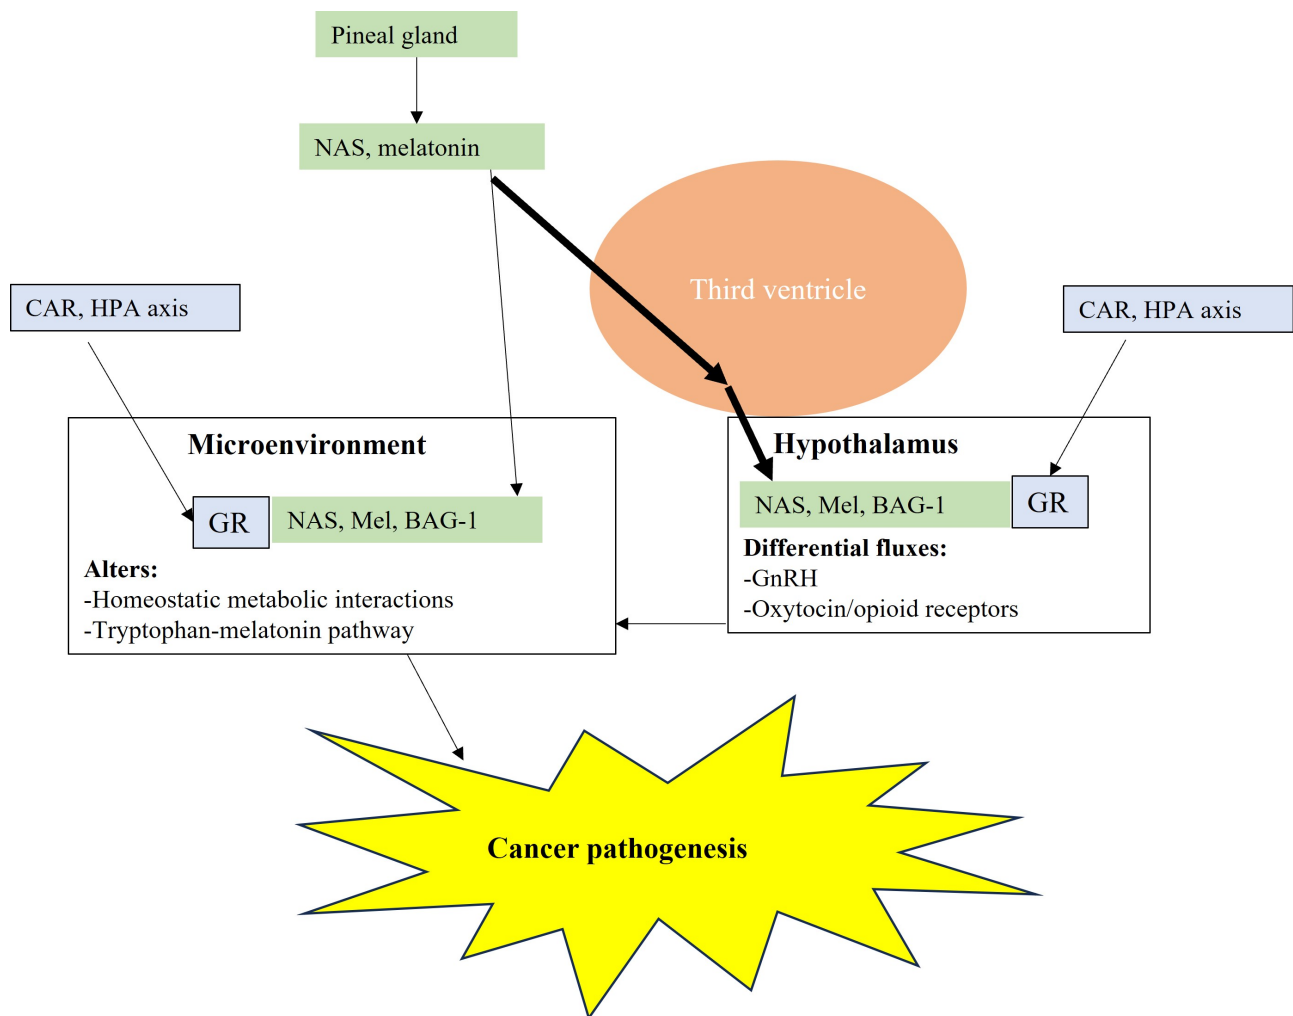 Pineal gland
NAS, melatonin
Third ventricle
CAR, HPA axis
CAR, HPA axis
Microenvironment
GR
NAS, Mel, BAG-1
Alters:
-Homeostatic metabolic interactions
-Tryptophan-melatonin pathway
Hypothalamus
NAS, Mel, BAG-1
GR
Differential fluxes:
-GnRH
-Oxytocin/opioid receptors
Cancer pathogenesis